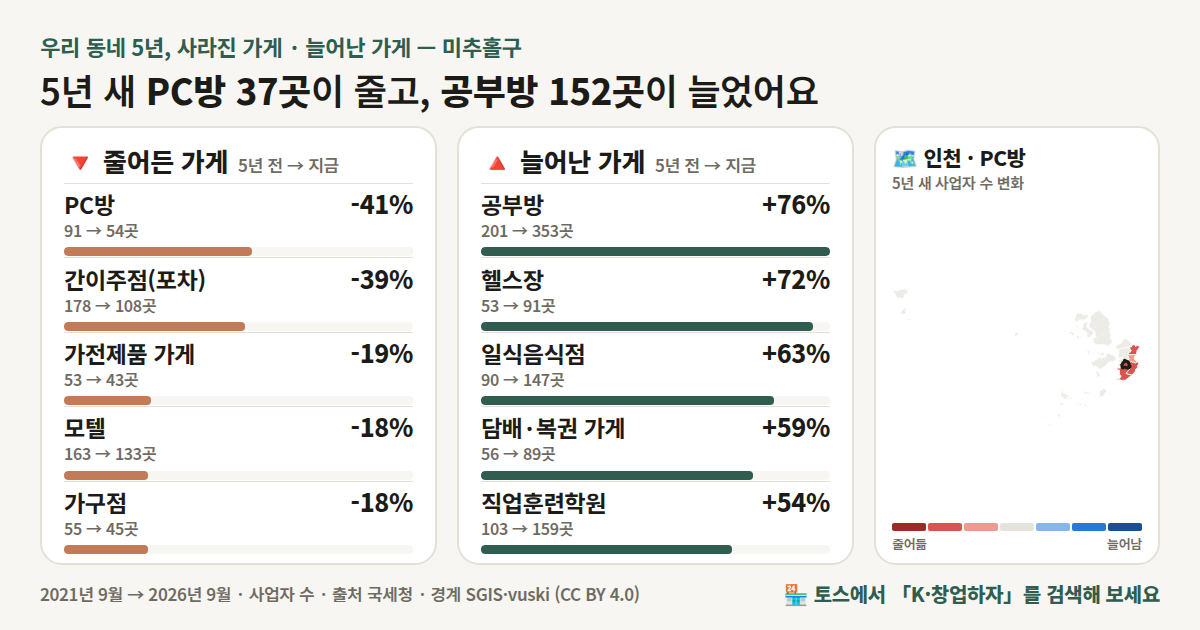 우리 동네 5년, 사라진 가게 · 늘어난 가게 — 미추홀구
5년 새 PC방 37곳이 줄고, 공부방 152곳이 늘었어요
줄어든 가게 5년 전 → 지금
PC방 -41%
91 → 54곳
간이주점(포차) -39%
178 → 108곳
가전제품 가게 -19%
53 → 43곳
모텔 -18%
163 → 133곳
가구점 -18%
55 → 45곳
늘어난 가게 5년 전 → 지금
공부방 +76%
201 → 353곳
헬스장 +72%
53 → 91곳
일식음식점 +63%
90 → 147곳
담배·복권 가게 +59%
56 → 89곳
직업훈련학원 +54%
103 → 159곳
인천 · PC방
5년 새 사업자 수 변화
줄어듦 늘어남
2021년 9월 → 2026년 9월 · 사업자 수 · 출처 국세청 · 경계 SGIS·vuski (CC BY 4.0)
토스에서 「K·창업하자」를 검색해 보세요